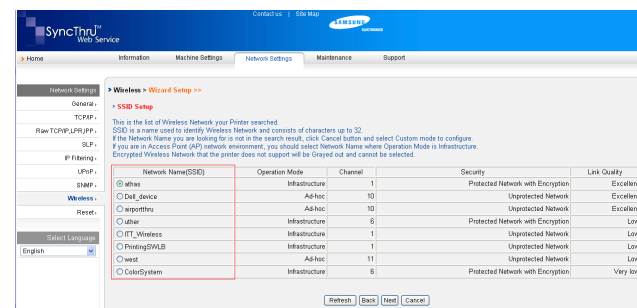 Contact us | Site Map
SAMSUNG
ELECTRONICS
SyncThru™
Web Service
Home
Information Machine Settings Network Settings Maintenance Support
Network Settings
General
TCP/IP
Raw TCP/IP,LPR,IPP
SLP
IP Filtering
UPnP
SNMP
Wireless
Reset
Select Language
English
> Wireless > Wizard Setup >>
> SSID Setup
This is the list of Wireless Network your Printer searched.
SSID is a name used to identify Wireless Network and consists of characters up to 32.
If the Network Name you are looking for is not in the search result, click Cancel button and select Custom mode to configure.
If you are in Access Point (AP) network environment, you should select Network Name where Operation Mode is Infrastructure.
Encrypted Wireless Network that the printer does not support will be Grayed out and cannot be selected.
Network Name(SSID) Operation Mode Channel Security Link Quality
athas Infrastructure 1 Protected Network with Encryption Excellen
Dell_device Ad-hoc 10 Unprotected Network Excellen
airportthru Ad-hoc 10 Unprotected Network Excellen
uther Infrastructure 6 Protected Network with Encryption Low
ITT_Wireless Infrastructure 1 Unprotected Network Low
PrintingSWLB Infrastructure 1 Unprotected Network Low
west Ad-hoc 11 Unprotected Network Low
ColorSystem Infrastructure 6 Protected Network with Encryption Very low
Refresh Back Next Cancel